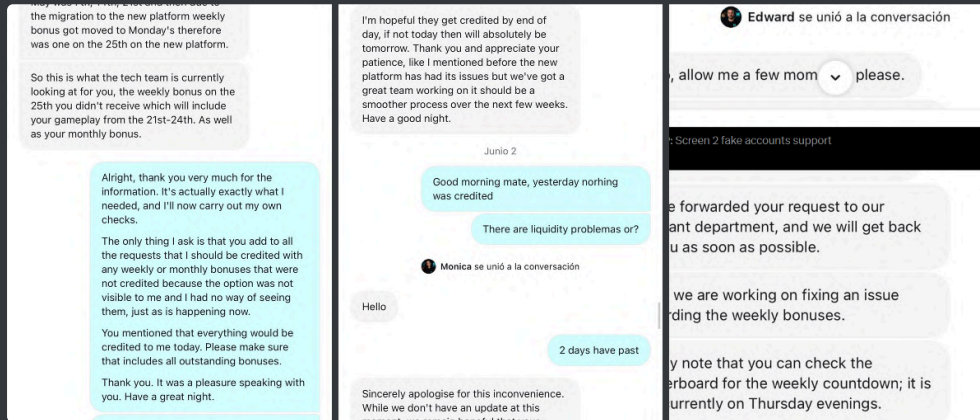 the migration to the new platform weekly
bonus got moved to Monday's therefore
was one on the 25th on the new platform.
So this is what the tech team is currently
looking at for you, the weekly bonus on the
25th you didn't receive which will include
your gameplay from the 21st-24th. As well
as your monthly bonus.
Alright, thank you very much for the
information. It's actually exactly what I
needed, and I'll now carry out my own
checks.
The only thing I ask is that you add to all
the requests that I should be credited with
any weekly or monthly bonuses that were
not credited because the option was not
visible to me and I had no way of seeing
them, just as is happening now.
You mentioned that everything would be
credited to me today. Please make sure
that includes all outstanding bonuses.
Thank you. It was a pleasure speaking with
you. Have a great night.
I'm hopeful they get credited by end of
day, if not today then will absolutely be
tomorrow. Thank you and appreciate your
patience, like I mentioned before the new
platform has had its issues but we've got a
great team working on it should be a
smoother process over the next few weeks.
Have a good night.
Junio 2
Good morning mate, yesterday norhing
was credited
There are liquidity problemas or?
Monica se unió a la conversación
Hello
2 days have past
Sincerely apologise for this inconvenience.
While we don't have an update at this
Edward se unió a la conversación
, allow me a few mom please.
: Screen 2 fake accounts support
e forwarded your request to our
ant department, and we will get back
u as soon as possible.
we are working on fixing an issue
rding the weekly bonuses.
y note that you can check the
erboard for the weekly countdown; it is
urrently on Thursday evenings.